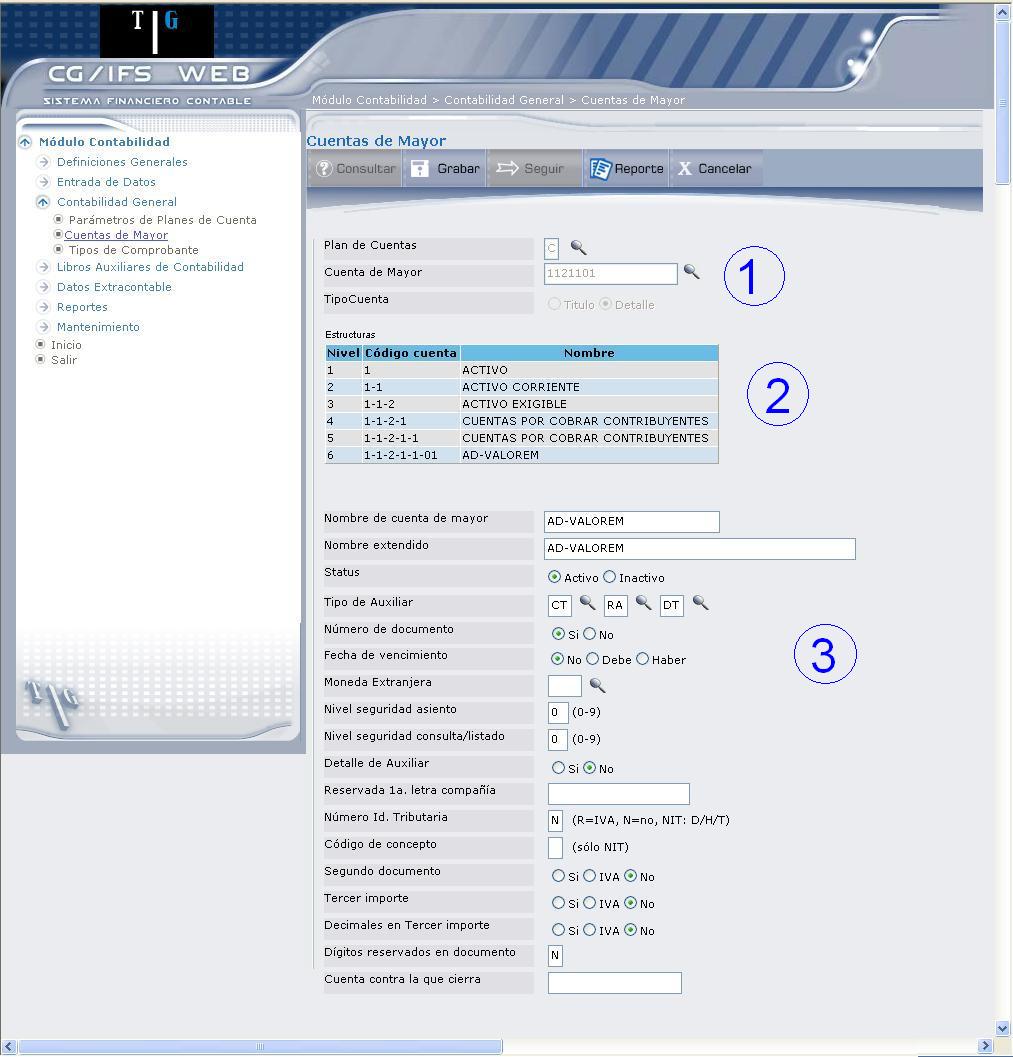 T | G
CG/IFS WEB
SISTEMA FINANCIERO CONTABLE
Módulo Contabilidad > Contabilidad General > Cuentas de Mayor
Módulo Contabilidad
Definiciones Generales
Entrada de Datos
Contabilidad General
Parámetros de Planes de Cuenta
Cuentas de Mayor
Tipos de Comprobante
Libros Auxiliares de Contabilidad
Datos Extracontable
Reportes
Mantenimiento
Inicio
Salir
T|G
Cuentas de Mayor
? Consultar Grabar Seguir Reporte X Cancelar
Plan de Cuentas C
Cuenta de Mayor 1121101
TipoCuenta Titulo Detalle
1
Estructuras
Nivel Código cuenta Nombre
1 1 ACTIVO
2 1-1 ACTIVO CORRIENTE
3 1-1-2 ACTIVO EXIGIBLE
4 1-1-2-1 CUENTAS POR COBRAR CONTRIBUYENTES
5 1-1-2-1-1 CUENTAS POR COBRAR CONTRIBUYENTES
6 1-1-2-1-1-01 AD-VALOREM
2
Nombre de cuenta de mayor AD-VALOREM
Nombre extendido AD-VALOREM
Status Activo Inactivo
Tipo de Auxiliar CT RA DT
Número de documento Si No
Fecha de vencimiento No Debe Haber
3
Moneda Extranjera
Nivel seguridad asiento 0 (0-9)
Nivel seguridad consulta/listado 0 (0-9)
Detalle de Auxiliar Si No
Reservada 1a. letra compañía
Número Id. Tributaria N (R=IVA, N=no, NIT: D/H/T)
Código de concepto (sólo NIT)
Segundo documento Si IVA No
Tercer importe Si IVA No
Decimales en Tercer importe Si IVA No
Dígitos reservados en documento N
Cuenta contra la que cierra